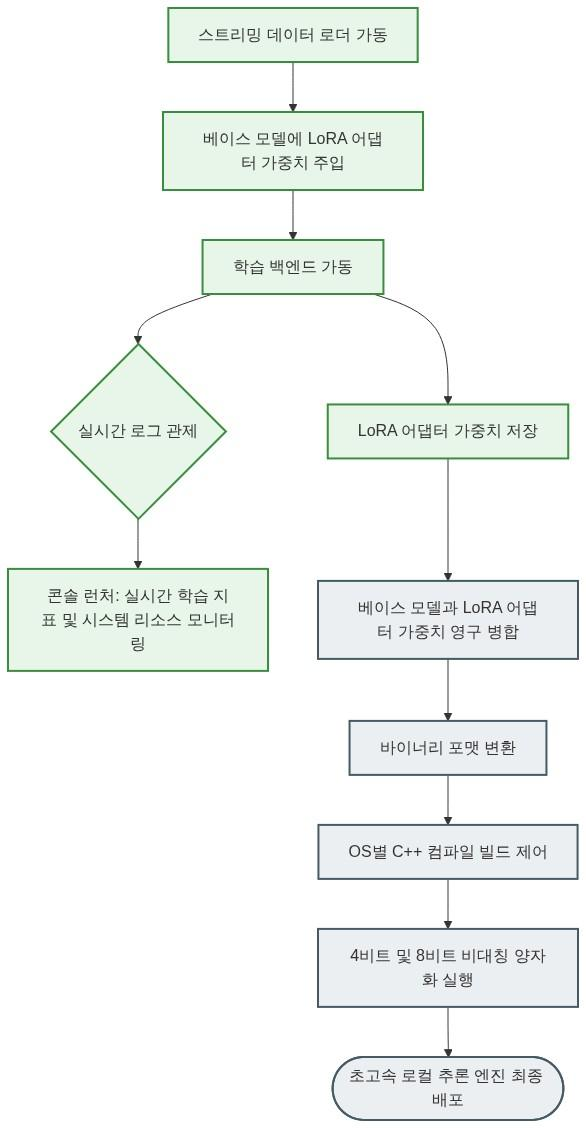 스트리밍 데이터 로더 가동
베이스 모델에 LoRA 어댑
터 가중치 주입
학습 백엔드 가동
실시간 로그 관제
LoRA 어댑터 가중치 저장
콘솔 런처: 실시간 학습 지
표 및 시스템 리소스 모니터
링
베이스 모델과 LoRA 어댑
터 가중치 영구 병합
바이너리 포맷 변환
OS별 C++ 컴파일 빌드 제어
4비트 및 8비트 비대칭 양자
화 실행
초고속 로컬 추론 엔진 최종
배포